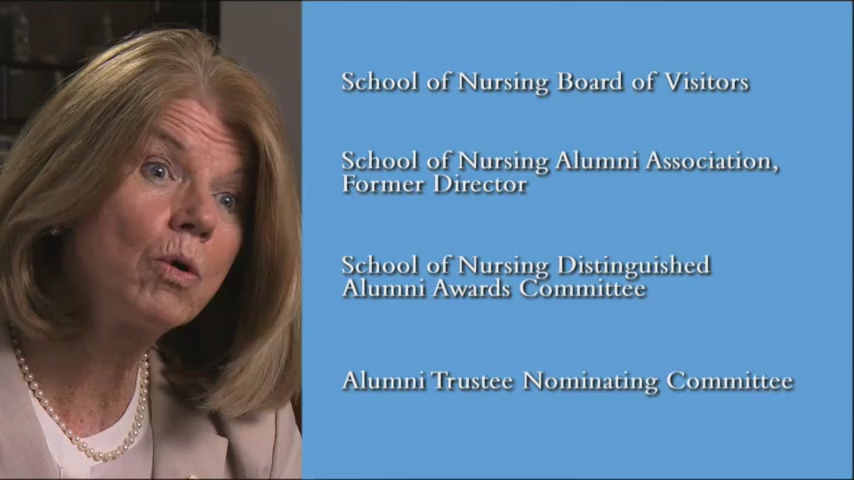 School of Nursing Board of Visitors
School of Nursing Alumni Association,
Former Director
School of Nursing Distinguished
Alumni Awards Committee
Alumni Trustee Nominating Committee